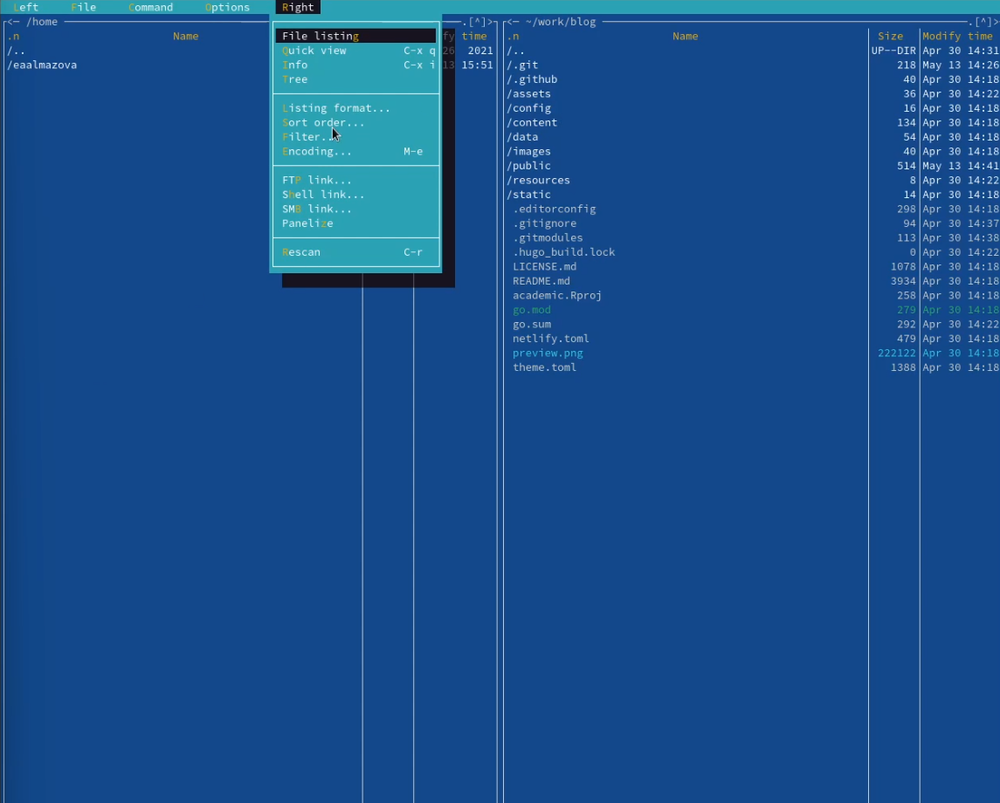 Left File Command Options Right
<— /home
.n Name
/..
/eaalmazova
fy time
26 2021
13 15:51
.[^]>
File listing
Quick view C-x q
Info C-x i
Tree
Listing format...
Sort order...
Filter...
Encoding... M-e
FTP link...
Shell link...
SMB link...
Panelize
Rescan C-r
<— ~/work/blog .[^]>
.n Name Size Modify time
/.. UP--DIR Apr 30 14:31
/.git 218 May 13 14:26
/.github 40 Apr 30 14:18
/assets 36 Apr 30 14:22
/config 16 Apr 30 14:18
/content 134 Apr 30 14:18
/data 54 Apr 30 14:18
/images 40 Apr 30 14:18
/public 514 May 13 14:41
/resources 8 Apr 30 14:22
/static 14 Apr 30 14:18
.editorconfig 298 Apr 30 14:18
.gitignore 94 Apr 30 14:37
.gitmodules 113 Apr 30 14:38
.hugo_build.lock 0 Apr 30 14:22
LICENSE.md 1078 Apr 30 14:18
README.md 3934 Apr 30 14:18
academic.Rproj 258 Apr 30 14:18
go.mod 279 Apr 30 14:18
go.sum 292 Apr 30 14:22
netlify.toml 479 Apr 30 14:18
preview.png 222122 Apr 30 14:18
theme.toml 1388 Apr 30 14:18